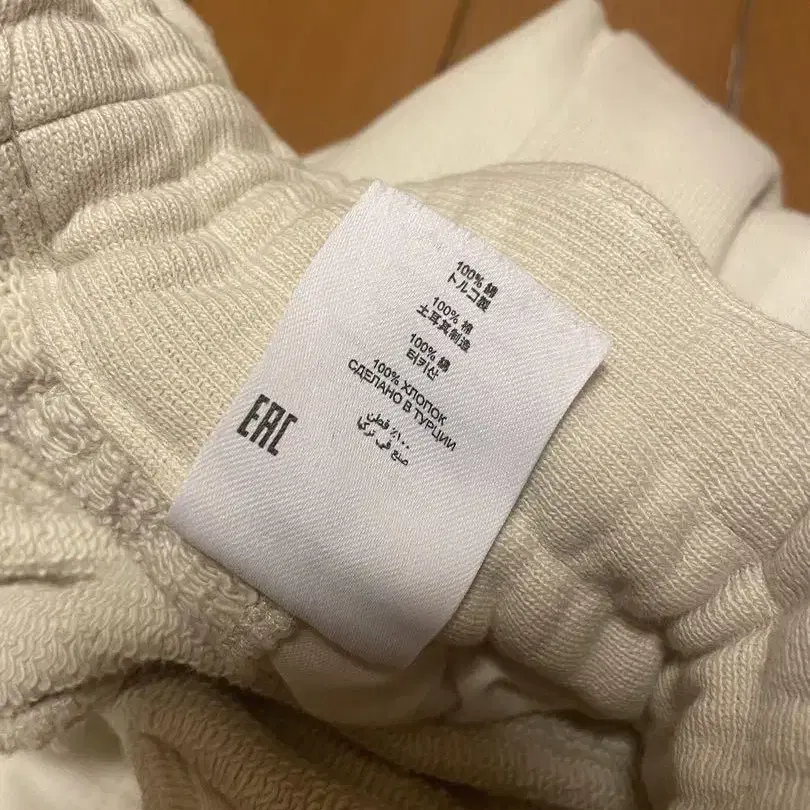 100% 綿
トルコ製
100% 棉
土耳其制造
100% 綿
터키산
100% ХЛОПОК
СДЕЛАНО В ТУРЦИИ
١٠٠٪ قطن
صنع في تركيا
EAC